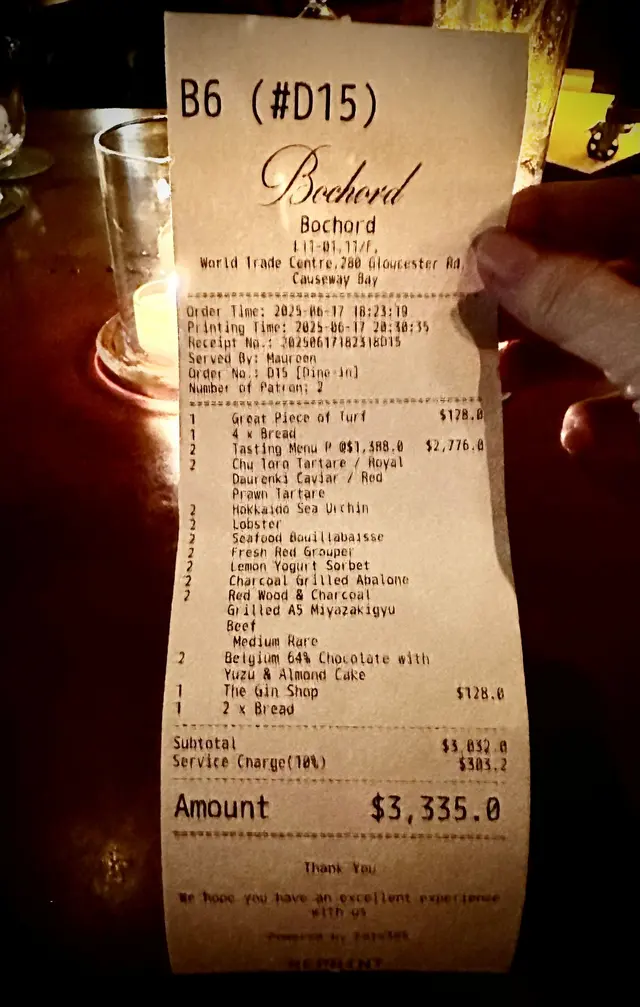 B6 (#D15)
Bochord
Bochord
1101-01,11/F,
World Trade Centre,280 Gloucester Rd,
Causeway Bay
Order Time: 2025-06-17 18:23:19
Printing Time: 2025-06-17 20:30:35
Receipt No.: 20250617182318D15
Served By: Maureen
Order No.: D15 [Dine-in]
Number of Patron: 2
1 Great Piece of Turf $128.0
1 4 x Bread
2 Tasting Menu P @$1,388.0 $2,776.0
2 Chu Toro Tartare / Royal
Daurenki Caviar / Red
Prawn Tartare
2 Hokkaido Sea Urchin
2 Lobster
2 Seafood Bouillabaisse
2 Fresh Red Grouper
2 Lemon Yogurt Sorbet
2 Charcoal Grilled Abalone
2 Red Wood & Charcoal
Grilled A5 Miyazakigyu
Beef
Medium Rare
2 Belgium 64% Chocolate with
Yuzu & Almond Cake
1 The Gin Shop $128.0
1 2 x Bread
Subtotal $3,032.0
Service Charge(10%) $303.2
Amount $3,335.0
Thank You
We hope you have an excellent experience
with us
Powered by
REPRINT